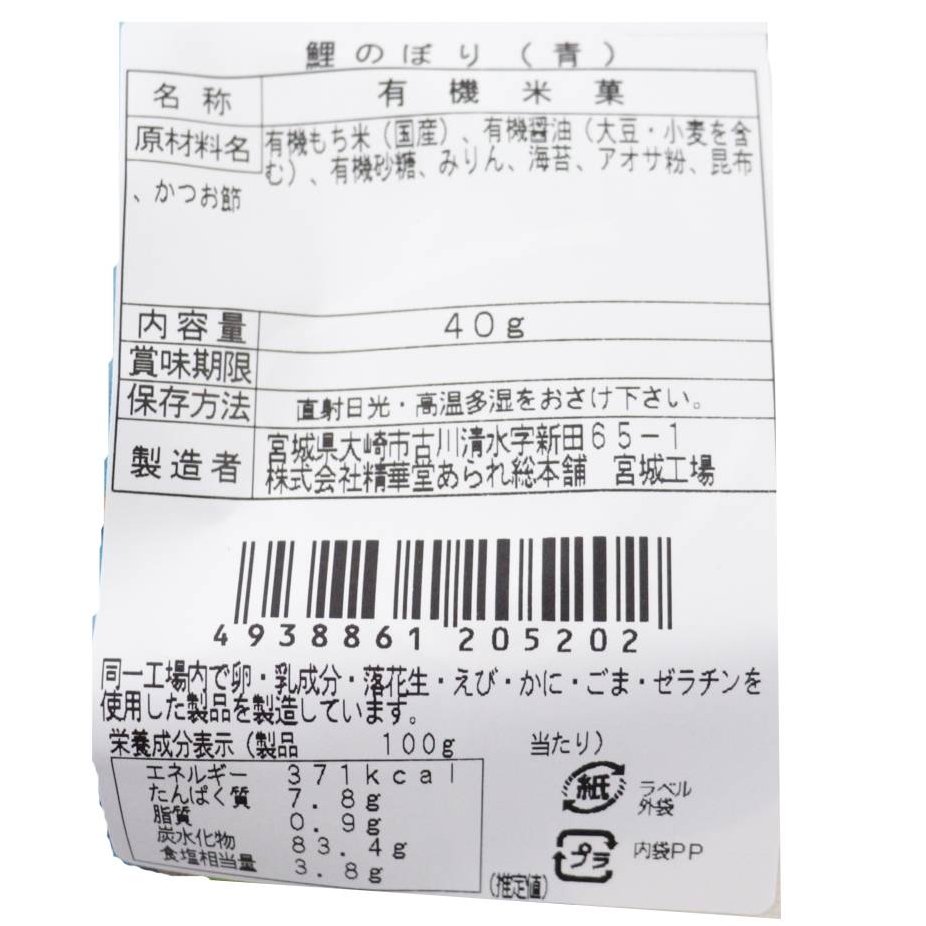 鯉のぼり(青)
名称 有機米菓
原材料名 有機もち米(国産)、有機醤油(大豆・小麦を含
む)、有機砂糖、みりん、海苔、アオサ粉、昆布
、かつお節
内容量 40g
賞味期限
保存方法 直射日光・高温多湿をおさけ下さい。
製造者 宮城県大崎市古川清水字新田65-1
株式会社精華堂あられ総本舗 宮城工場
4938861205202
同一工場内で卵・乳成分・落花生・えび・かに・ごま・ゼラチンを
使用した製品を製造しています。
栄養成分表示(製品 100g 当たり)
エネルギー 371kcal
たんぱく質 7.8g
脂質 0.9g
炭水化物 83.4g
食塩相当量 3.8g
(推定値)
紙 ラベル
外袋
プラ 内袋PP